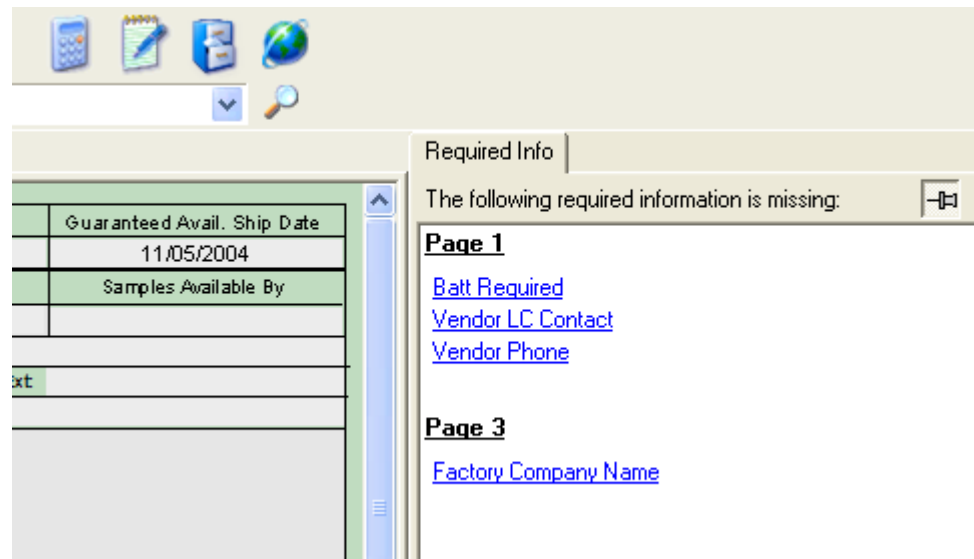 Required Info
The following required information is missing:
Guaranteed Avail. Ship Date
11/05/2004
Samples Available By
Ext
Page 1
Batt Required
Vendor LC Contact
Vendor Phone
Page 3
Factory Company Name